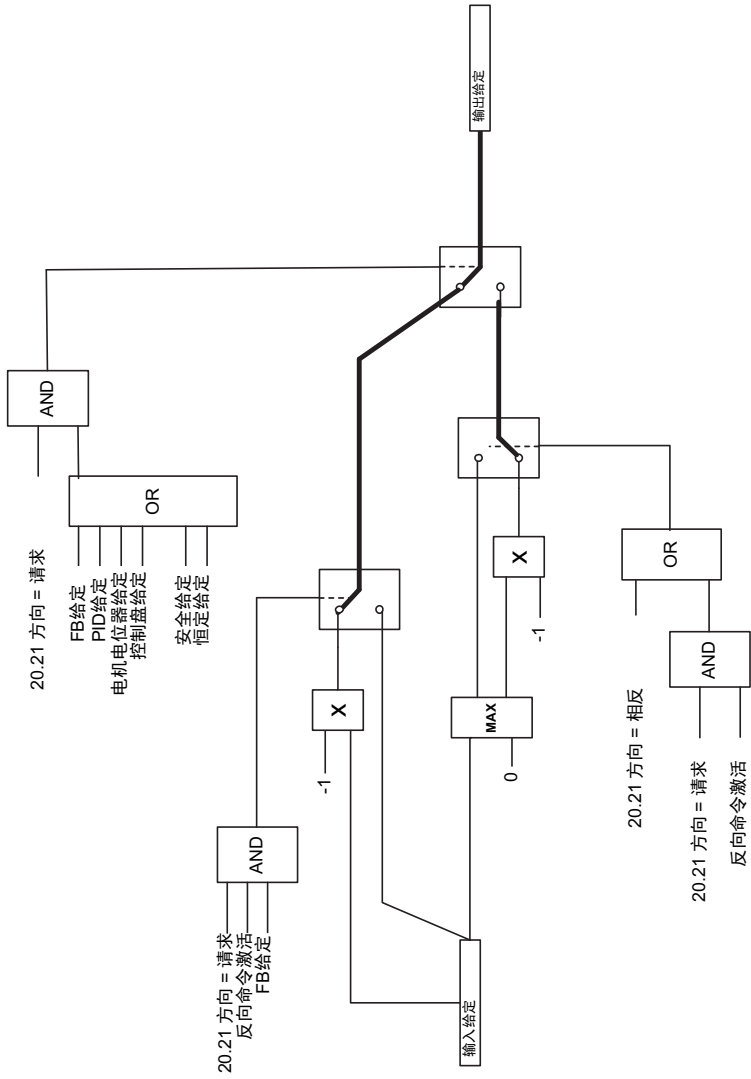 20.21 方向 = 请求
反向命令激活
FB给定
AND
-1
X
输入给定
20.21 方向 = 请求
FB给定
PID给定
电机电位器给定
控制盘给定
安全给定
恒定给定
OR
AND
0
MAX
-1
X
20.21 方向 = 相反
20.21 方向 = 请求
反向命令激活
AND
OR
输出给定